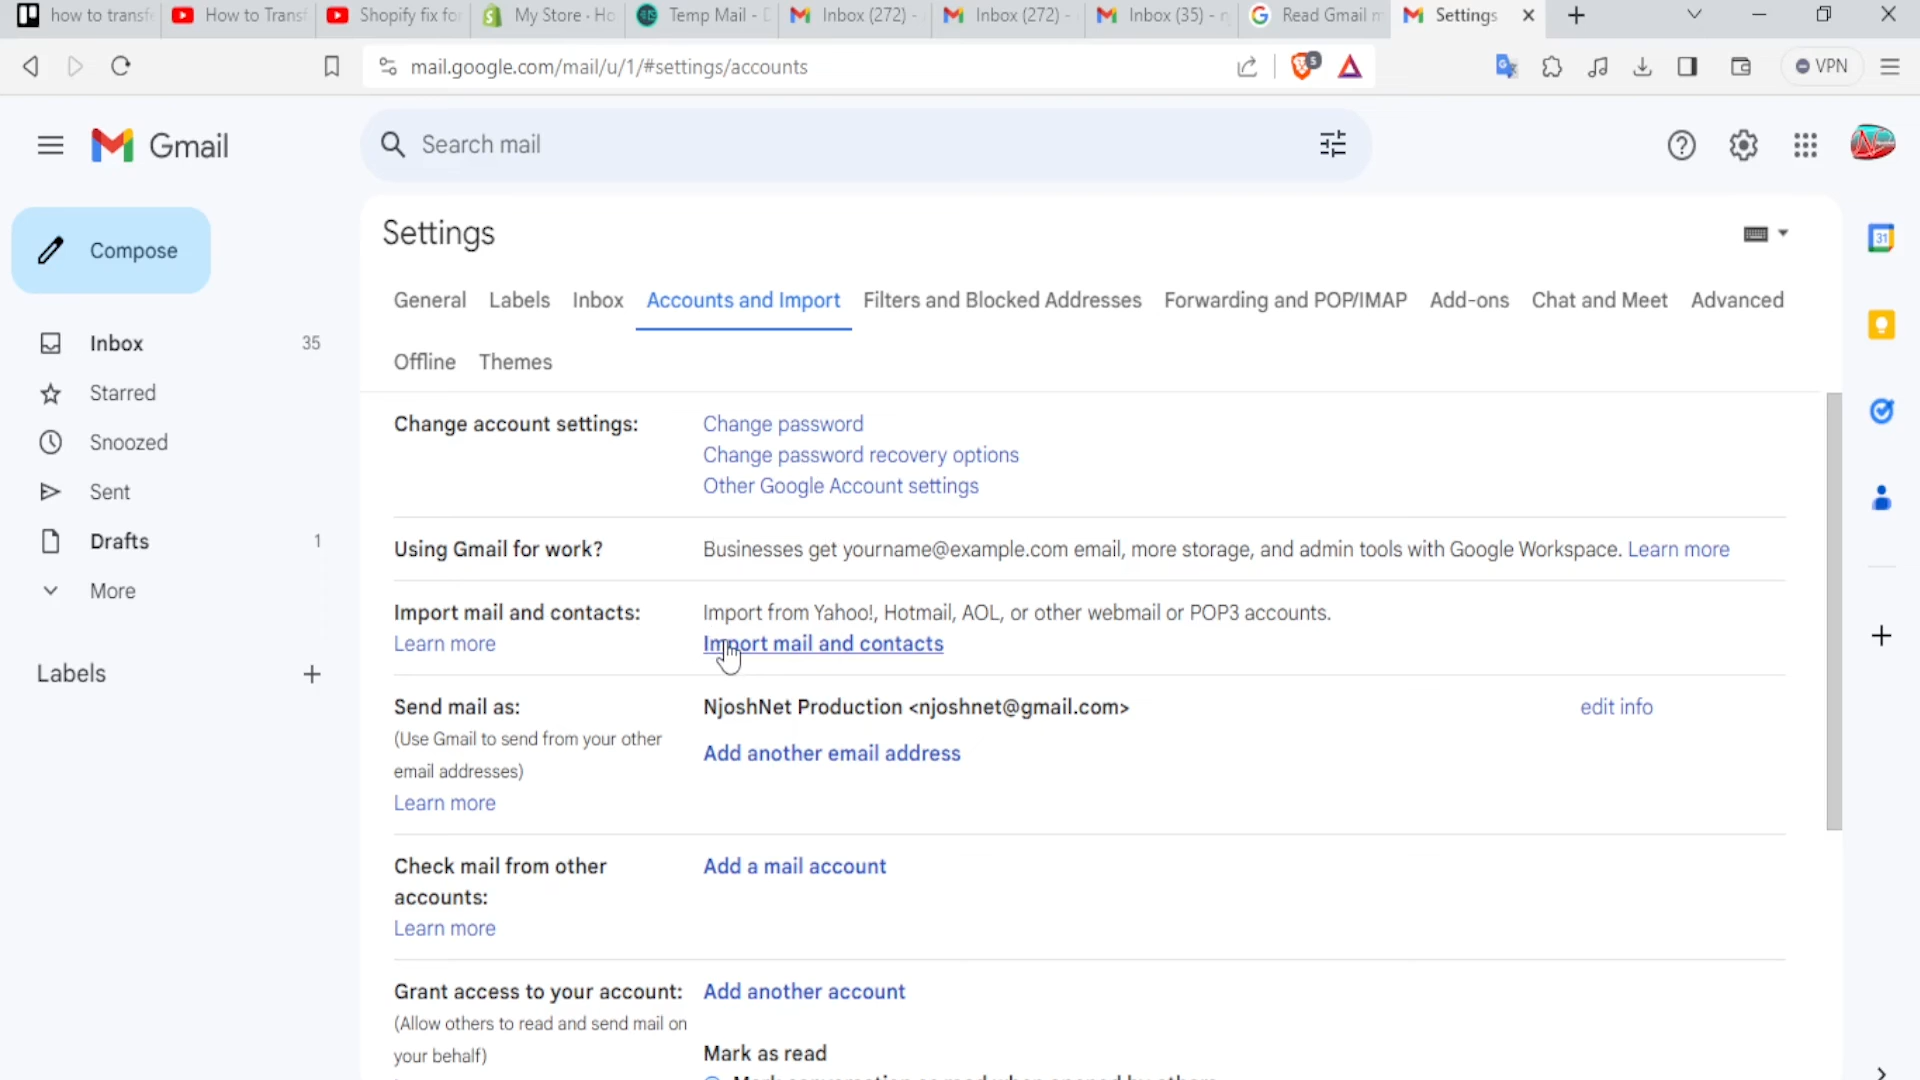 how to transf
How to Transf
Shopify fix fo
My Store · Ho
Temp Mail - D
Inbox (272) -
Inbox (272) -
Inbox (35) - n
Read Gmail m
Settings
mail.google.com/mail/u/1/#settings/accounts
5
VPN
Gmail
Search mail
Compose
Settings
31
General
Labels
Inbox
Accounts and Import
Filters and Blocked Addresses
Forwarding and POP/IMAP
Add-ons
Chat and Meet
Advanced
Offline
Themes
Inbox 35
Starred
Snoozed
Sent
Drafts 1
More
Labels
Change account settings:
Change password
Change password recovery options
Other Google Account settings
Using Gmail for work?
Businesses get yourname@example.com email, more storage, and admin tools with Google Workspace. Learn more
Import mail and contacts:
Learn more
Import from Yahoo!, Hotmail, AOL, or other webmail or POP3 accounts.
Import mail and contacts
Send mail as:
(Use Gmail to send from your other
email addresses)
Learn more
NjoshNet Production <njoshnet@gmail.com>
edit info
Add another email address
Check mail from other
accounts:
Learn more
Add a mail account
Grant access to your account:
(Allow others to read and send mail on
your behalf)
Add another account
Mark as read